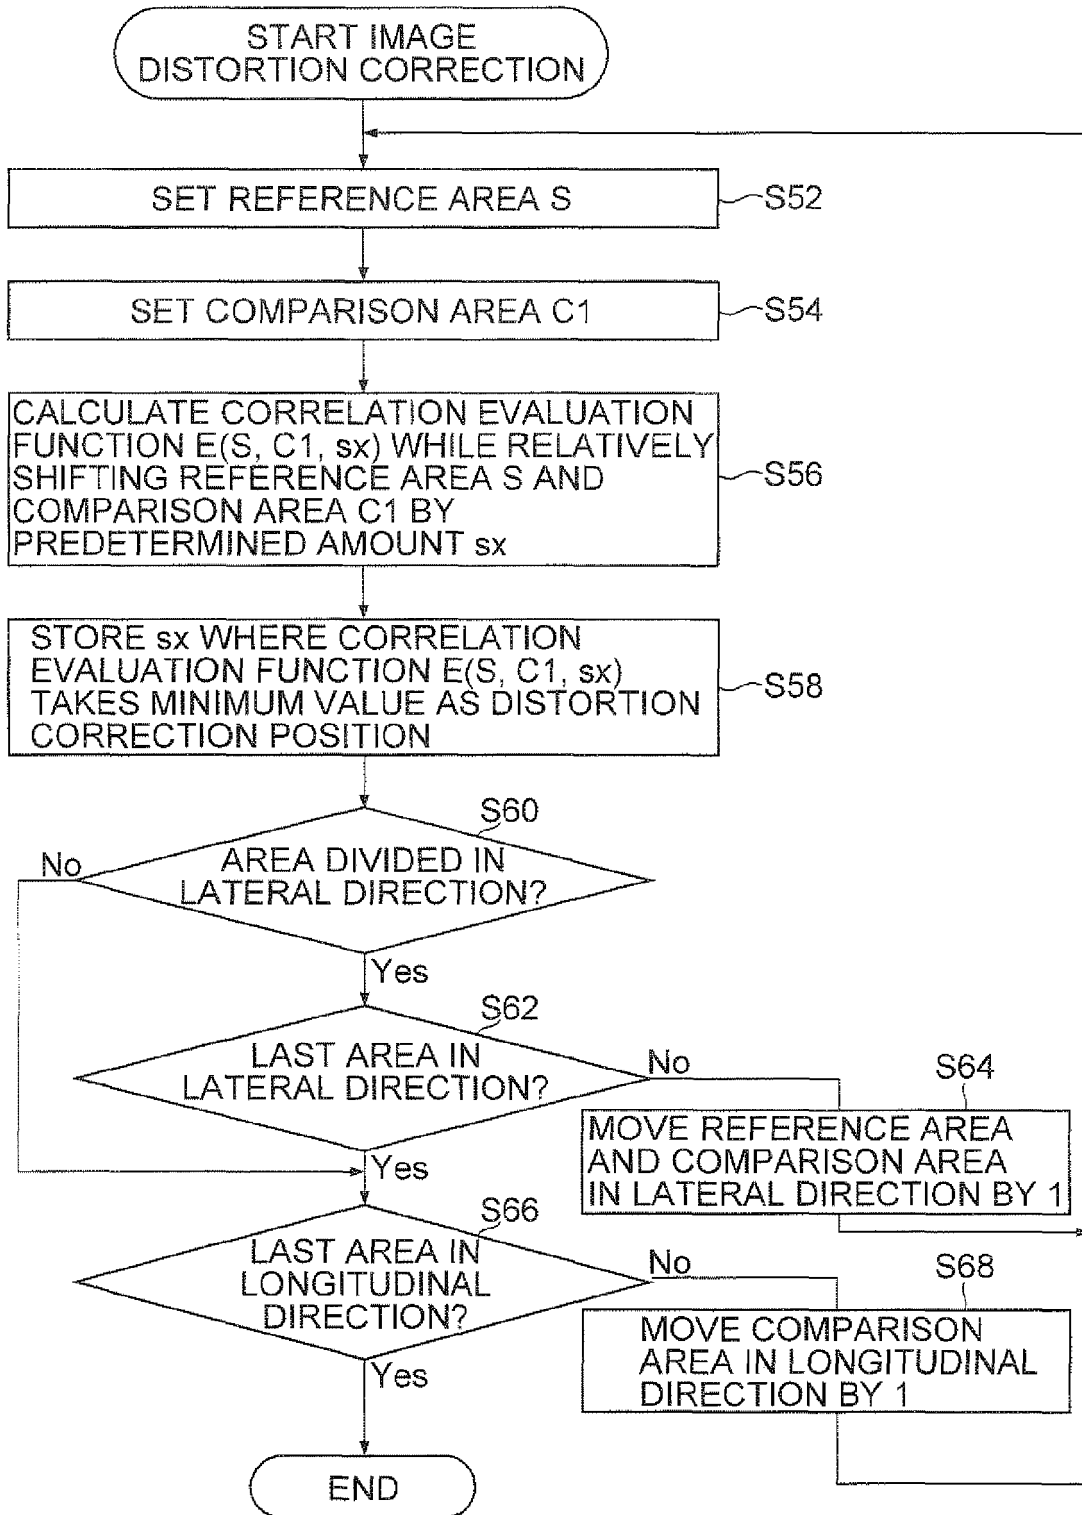 START IMAGE
DISTORTION CORRECTION
SET REFERENCE AREA S
S52
SET COMPARISON AREA C1
S54
CALCULATE CORRELATION EVALUATION
FUNCTION E(S, C1, sx) WHILE RELATIVELY
SHIFTING REFERENCE AREA S AND
COMPARISON AREA C1 BY
PREDETERMINED AMOUNT sx
S56
STORE sx WHERE CORRELATION
EVALUATION FUNCTION E(S, C1, sx)
TAKES MINIMUM VALUE AS DISTORTION
CORRECTION POSITION
S58
S60
No
AREA DIVIDED IN
LATERAL DIRECTION?
Yes
S62
LAST AREA IN
LATERAL DIRECTION?
No
S64
MOVE REFERENCE AREA
AND COMPARISON AREA
IN LATERAL DIRECTION BY 1
Yes
S66
LAST AREA IN
LONGITUDINAL
DIRECTION?
No
S68
MOVE COMPARISON
AREA IN LONGITUDINAL
DIRECTION BY 1
Yes
END